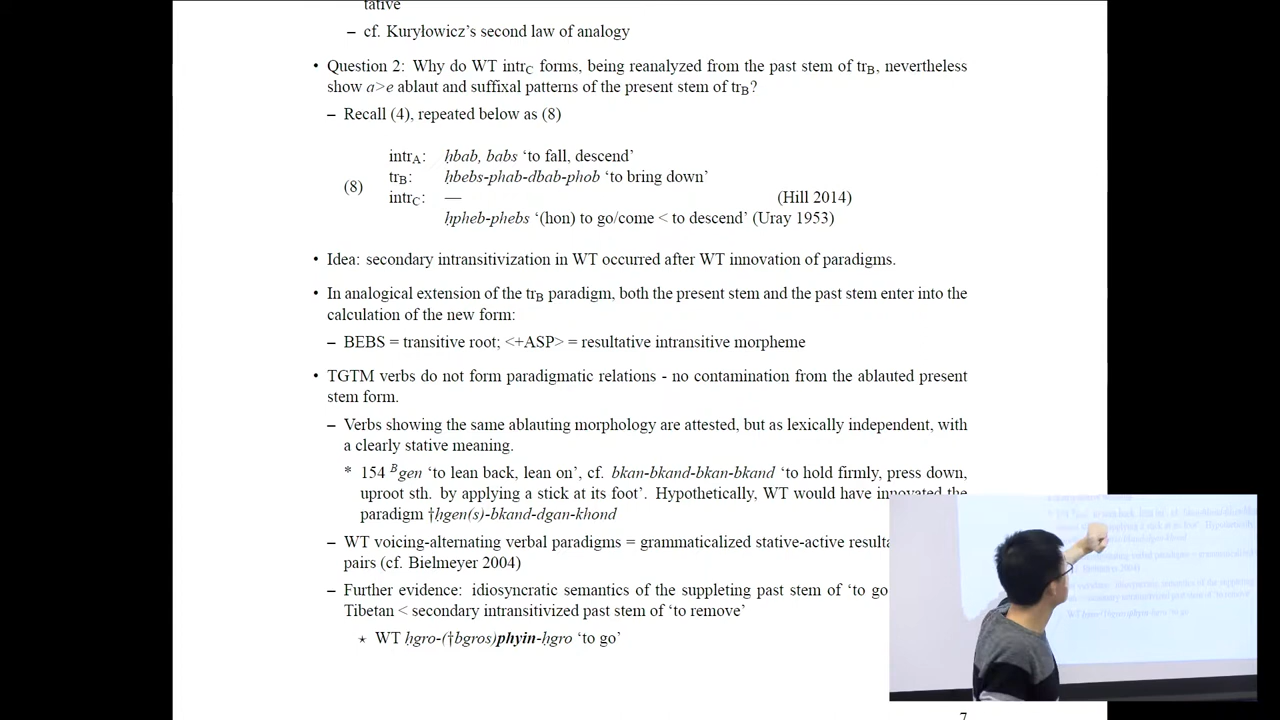 tative
– cf. Kuryłowicz’s second law of analogy
• Question 2: Why do WT intrC forms, being reanalyzed from the past stem of trB, nevertheless
show a>e ablaut and suffixal patterns of the present stem of trB?
– Recall (4), repeated below as (8)
intrA: ḥbab, babs ‘to fall, descend’
trB: ḥbebs-phab-dbab-phob ‘to bring down’
(8)
intrC: — (Hill 2014)
ḥpheb-phebs ‘(hon) to go/come < to descend’ (Uray 1953)
• Idea: secondary intransitivization in WT occurred after WT innovation of paradigms.
• In analogical extension of the trB paradigm, both the present stem and the past stem enter into the
calculation of the new form:
– BEBS = transitive root; <+ASP> = resultative intransitive morpheme
• TGTM verbs do not form paradigmatic relations - no contamination from the ablauted present
stem form.
– Verbs showing the same ablauting morphology are attested, but as lexically independent, with
a clearly stative meaning.
* 154 ᴮgen ‘to lean back, lean on’, cf. bkan-bkand-bkan-bkand ‘to hold firmly, press down,
uproot sth. by applying a stick at its foot’. Hypothetically, WT would have innovated the
paradigm †ḥgen(s)-bkand-dgan-khond
– WT voicing-alternating verbal paradigms = grammaticalized stative-active
pairs (cf. Bielmeyer 2004)
– Further evidence: idiosyncratic semantics of the suppleting past stem of ‘to go
Tibetan < secondary intransitivized past stem of ‘to remove’
⋆ WT ḥgro-(†bgros)phyin-ḥgro ‘to go’
7